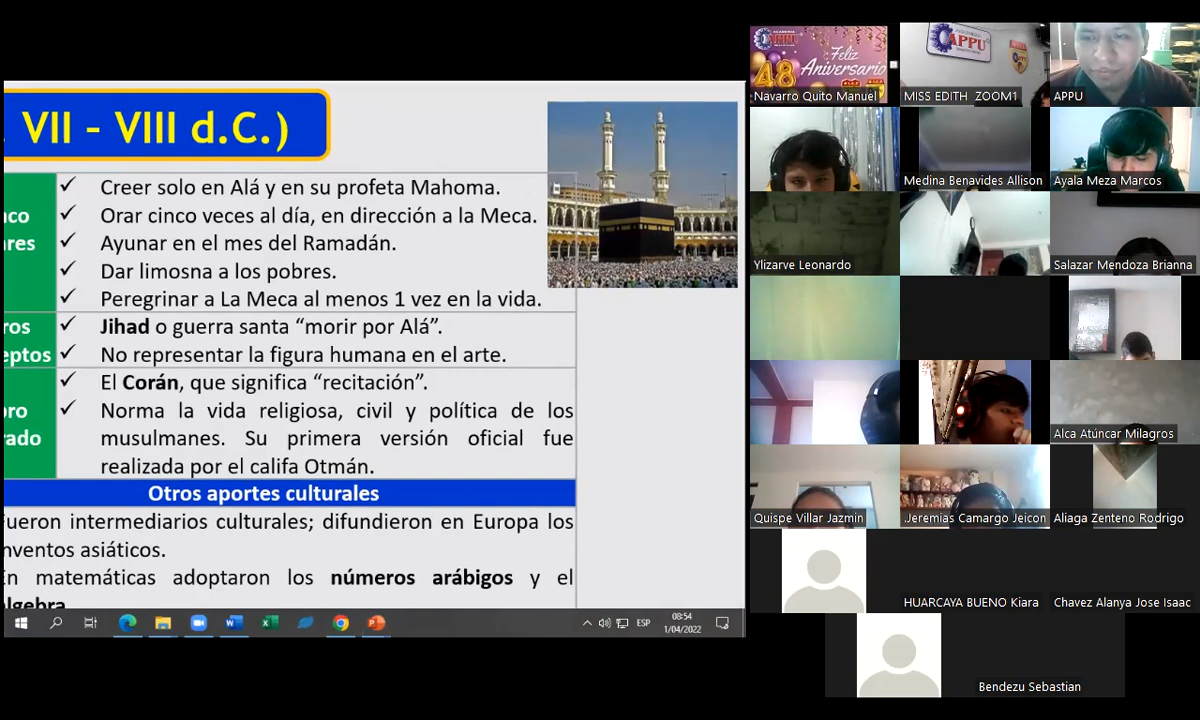 VII - VIII d.C.)
Creer solo en Alá y en su profeta Mahoma.
Orar cinco veces al día, en dirección a la Meca.
Ayunar en el mes del Ramadán.
Dar limosna a los pobres.
Peregrinar a La Meca al menos 1 vez en la vida.
Jihad o guerra santa “morir por Alá”.
No representar la figura humana en el arte.
El Corán, que significa “recitación”.
Norma la vida religiosa, civil y política de los
musulmanes. Su primera versión oficial fue
realizada por el califa Otmán.
Otros aportes culturales
Fueron intermediarios culturales; difundieron en Europa los
inventos asiáticos.
En matemáticas adoptaron los números arábigos y el
álgebra
ESP
08:54
1/04/2022
APPU
Feliz
48 Aniversario
Navarro Quito Manuel
APPU
MISS EDITH ZOOM1
APPU
Medina Benavides Allison
Ayala Meza Marcos
Ylizarve Leonardo
Salazar Mendoza Brianna
Alca Atúncar Milagros
Quispe Villar Jazmin
.Jeremias Camargo Jeicon
Aliaga Zenteno Rodrigo
HUARCAYA BUENO Kiara
Chavez Alanya Jose Isaac
Bendezu Sebastian